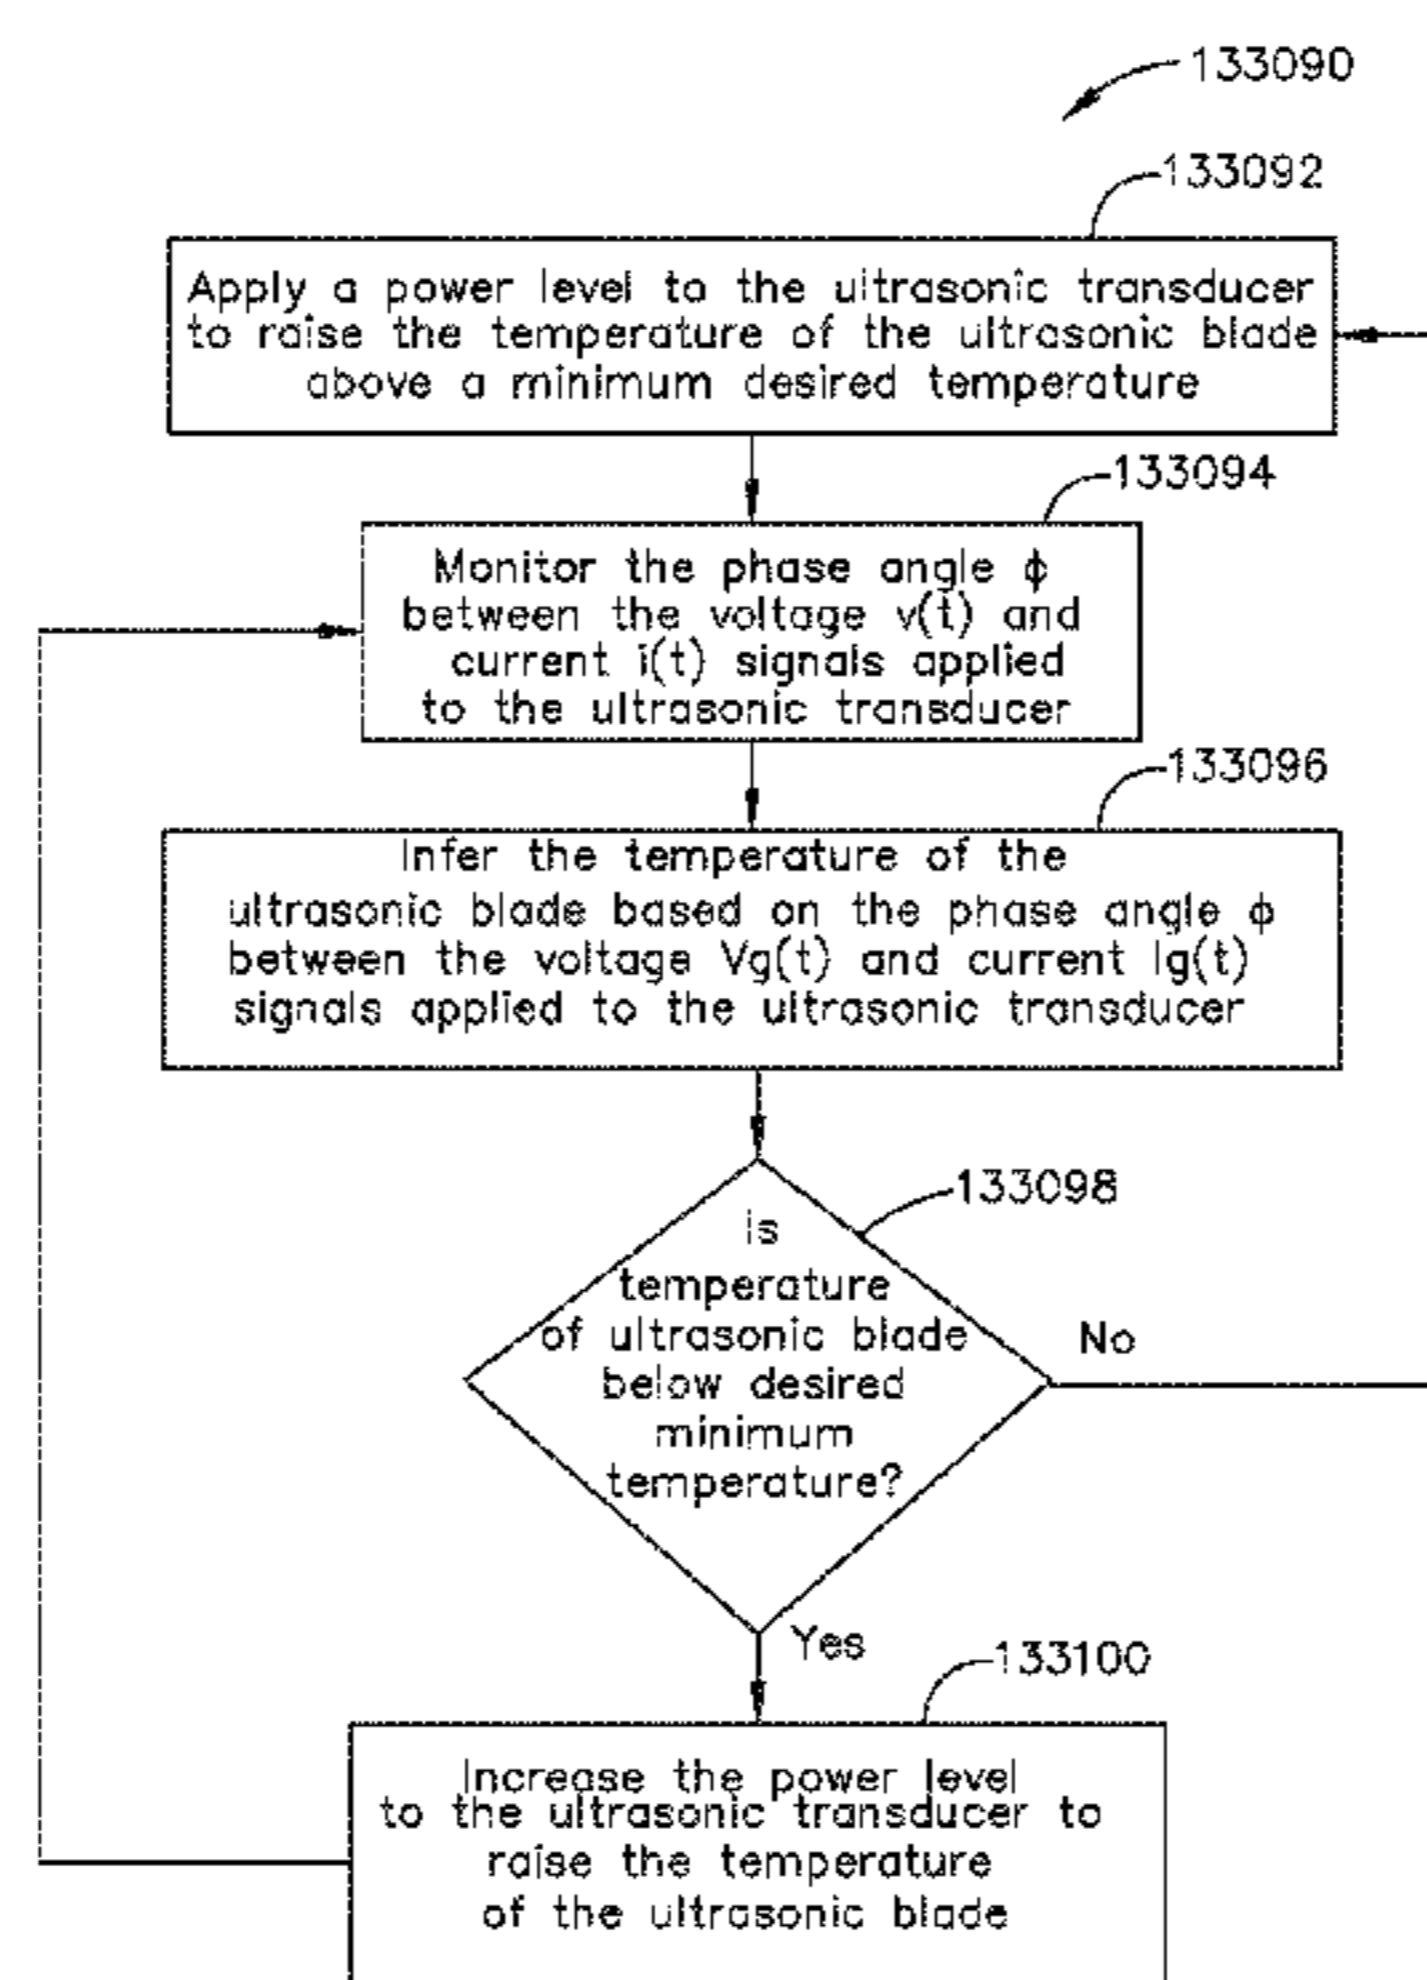 133090
133092
Apply a power level to the ultrasonic transducer
to raise the temperature of the ultrasonic blade
above a minimum desired temperature
133094
Monitor the phase angle ϕ
between the voltage v(t) and
current i(t) signals applied
to the ultrasonic transducer
133096
Infer the temperature of the
ultrasonic blade based on the phase angle ϕ
between the voltage Vg(t) and current Ig(t)
signals applied to the ultrasonic transducer
133098
is
temperature
of ultrasonic blade
below desired
minimum
temperature?
No
Yes
133100
Increase the power level
to the ultrasonic transducer to
raise the temperature
of the ultrasonic blade